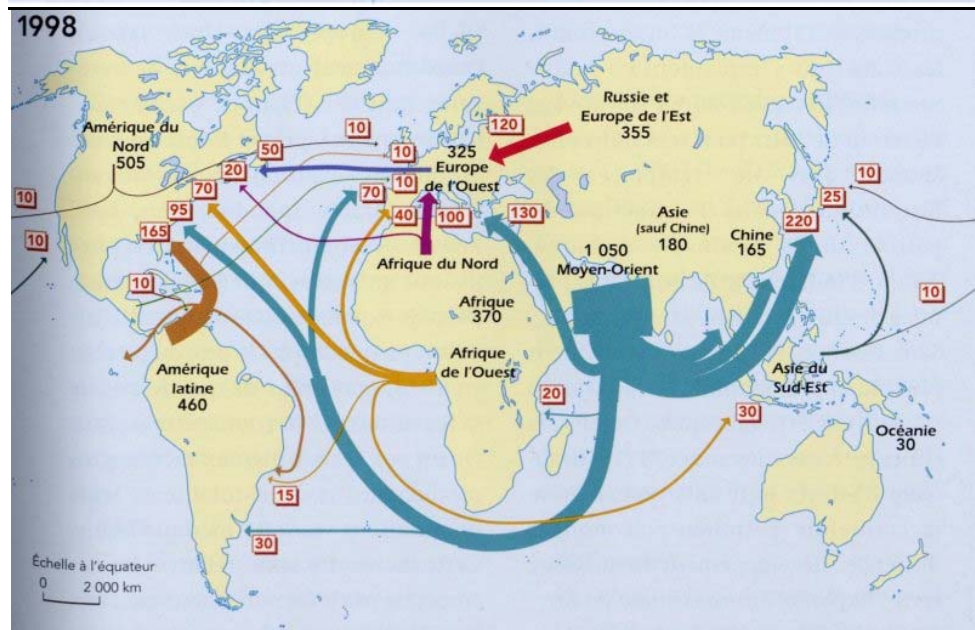 1998
Amérique du
Nord
505
10
50
20
70
95
165
10
10
10
120
Russie et
Europe de l'Est
355
10
325
Europe
de l'Ouest
10
70
40
100
130
Afrique du Nord
Asie
(sauf Chine)
180
Chine
165
1 050
Moyen-Orient
220
25
10
10
Afrique
370
Afrique
de l'Ouest
Amérique
latine
460
Asie du
Sud-Est
20
30
Océanie
30
15
30
Échelle à l'équateur
0
2 000 km